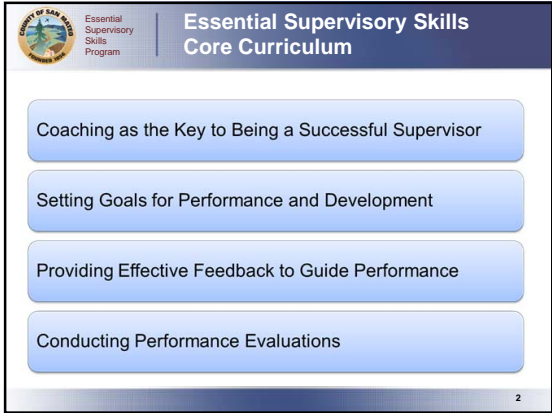 COUNTY OF SAN MATEO
FOUNDED 1856
Essential
Supervisory
Skills
Program
Essential Supervisory Skills
Core Curriculum
Coaching as the Key to Being a Successful Supervisor
Setting Goals for Performance and Development
Providing Effective Feedback to Guide Performance
Conducting Performance Evaluations
2